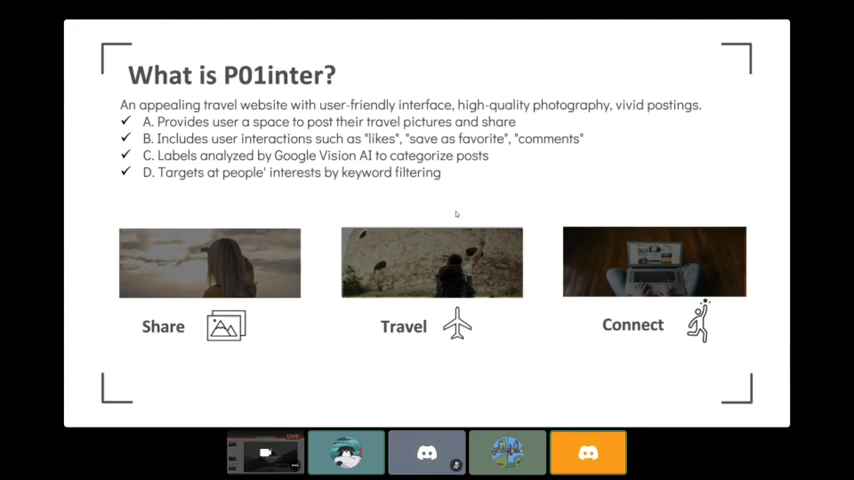 What is P01inter?
An appealing travel website with user-friendly interface, high-quality photography, vivid postings.
✓ A. Provides user a space to post their travel pictures and share
✓ B. Includes user interactions such as "likes", "save as favorite", "comments"
✓ C. Labels analyzed by Google Vision AI to categorize posts
✓ D. Targets at people' interests by keyword filtering
Share
Travel
Connect
LIVE